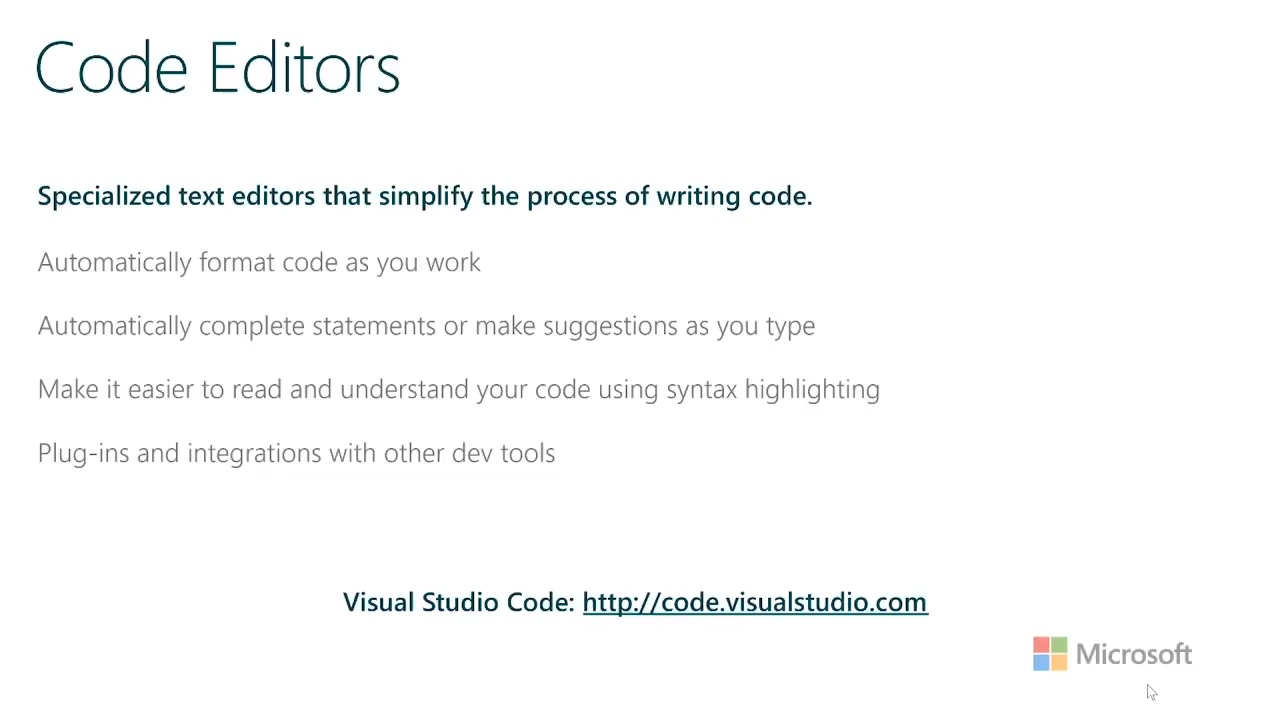 Code Editors
Specialized text editors that simplify the process of writing code.
Automatically format code as you work
Automatically complete statements or make suggestions as you type
Make it easier to read and understand your code using syntax highlighting
Plug-ins and integrations with other dev tools
Visual Studio Code: http://code.visualstudio.com
Microsoft